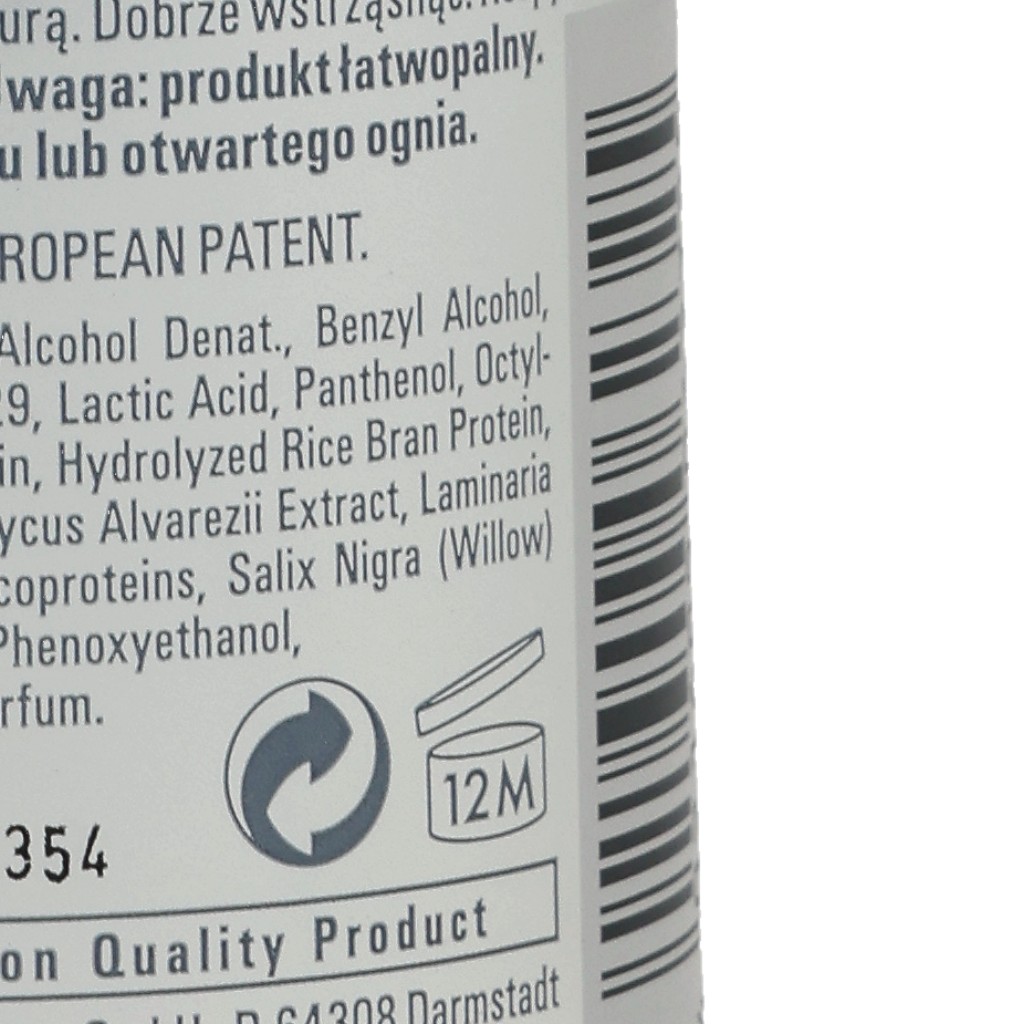 urą. Dobrze
waga: produkt łatwopalny.
u lub otwartego ognia.
ROPEAN PATENT.
Alcohol Denat., Benzyl Alcohol,
29, Lactic Acid, Panthenol, Octyl-
in, Hydrolyzed Rice Bran Protein,
ycus Alvarezii Extract, Laminaria
coproteins, Salix Nigra (Willow)
Phenoxyethanol,
rfum.
12M
354
on Quality Product
D-64308 Darmstadt